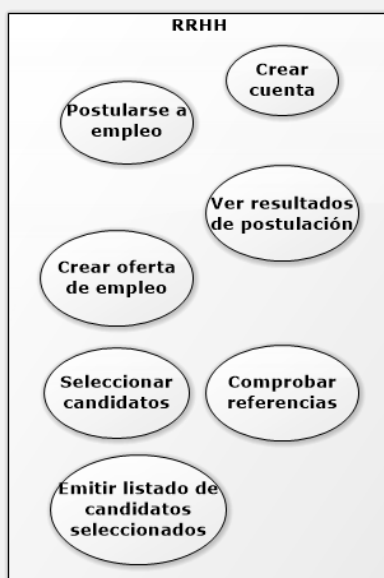 RRHH
Crear
cuenta
Postularse a
empleo
Ver resultados
de postulación
Crear oferta
de empleo
Seleccionar
candidatos
Comprobar
referencias
Emitir listado de
candidatos
seleccionados